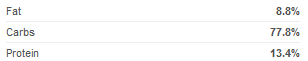 Fat 8.8%
Carbs 77.8%
Protein 13.4%